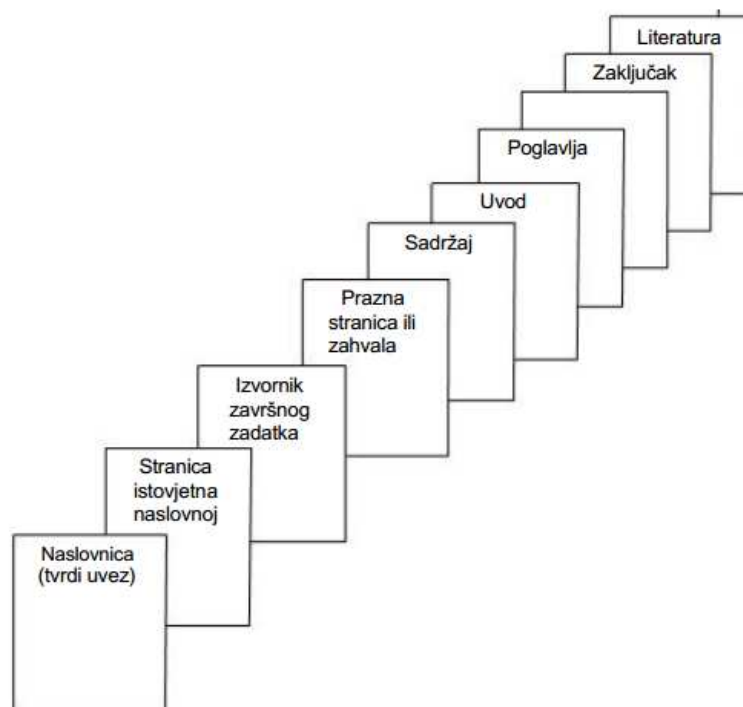 Literatura
Zaključak
Poglavlja
Uvod
Sadržaj
Prazna
stranica ili
zahvala
Izvornik
završnog
zadatka
Stranica
istovjetna
naslovnoj
Naslovnica
(tvrdi uvez)